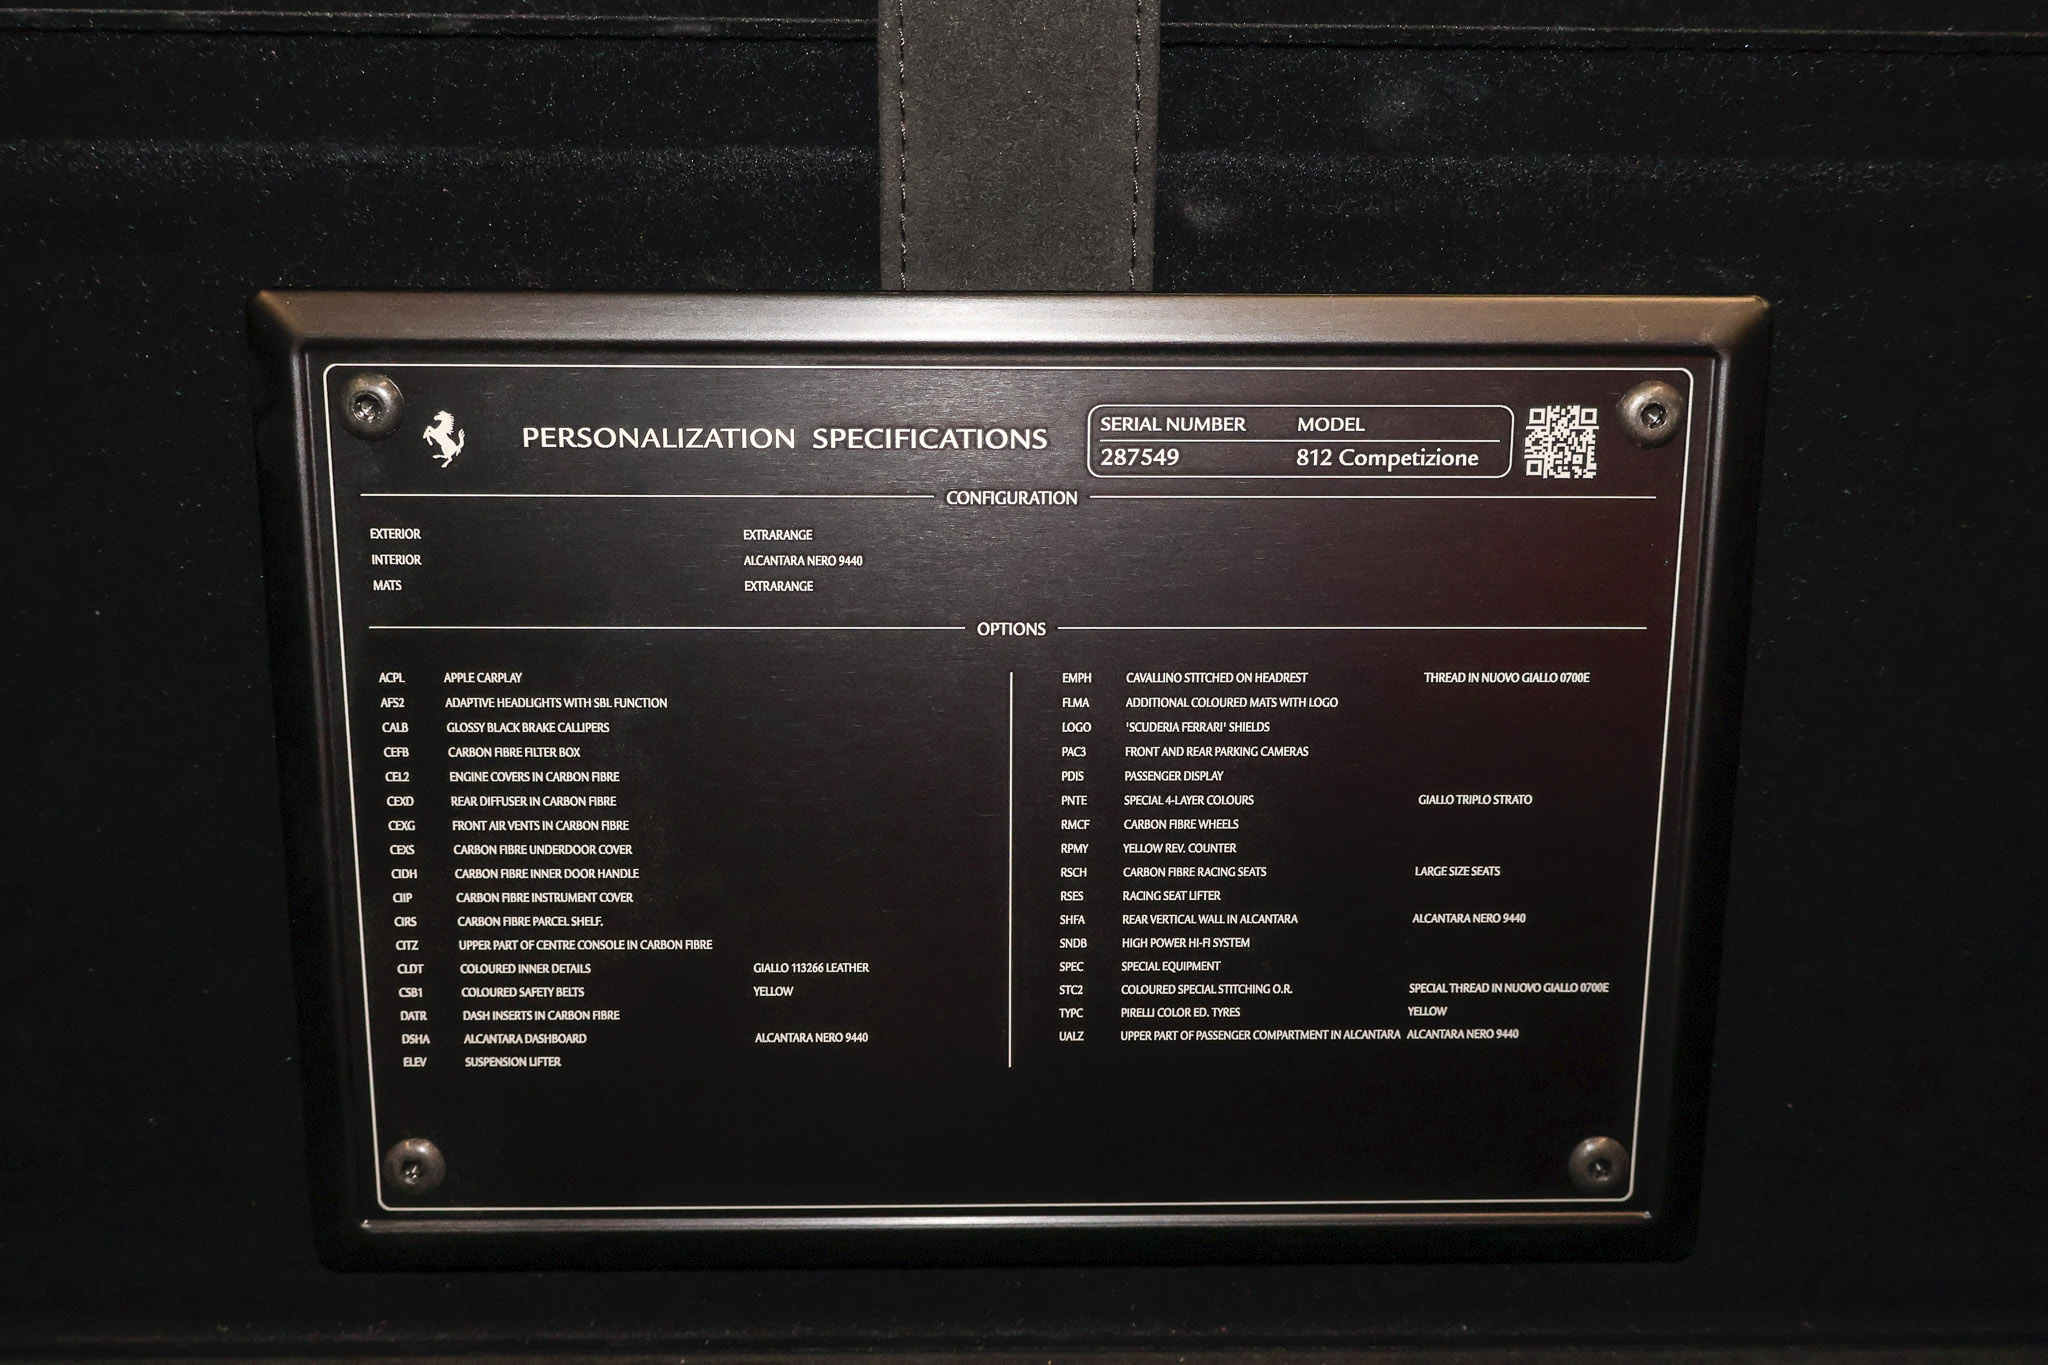 PERSONALIZATION SPECIFICATIONS
SERIAL NUMBER MODEL
287549 812 Competizione
CONFIGURATION
EXTERIOR EXTRARANGE
INTERIOR ALCANTARA NERO 9440
MATS EXTRARANGE
OPTIONS
ACPL APPLE CARPLAY
AFS2 ADAPTIVE HEADLIGHTS WITH SBL FUNCTION
CALB GLOSSY BLACK BRAKE CALLIPERS
CEFB CARBON FIBRE FILTER BOX
CEL2 ENGINE COVERS IN CARBON FIBRE
CEXD REAR DIFFUSER IN CARBON FIBRE
CEXG FRONT AIR VENTS IN CARBON FIBRE
CEXS CARBON FIBRE UNDERDOOR COVER
CIDH CARBON FIBRE INNER DOOR HANDLE
CIIP CARBON FIBRE INSTRUMENT COVER
CIRS CARBON FIBRE PARCEL SHELF.
CITZ UPPER PART OF CENTRE CONSOLE IN CARBON FIBRE
CLDT COLOURED INNER DETAILS GIALLO 113266 LEATHER
CSB1 COLOURED SAFETY BELTS YELLOW
DATR DASH INSERTS IN CARBON FIBRE
DSHA ALCANTARA DASHBOARD ALCANTARA NERO 9440
ELEV SUSPENSION LIFTER
EMPH CAVALLINO STITCHED ON HEADREST THREAD IN NUOVO GIALLO 0700E
FLMA ADDITIONAL COLOURED MATS WITH LOGO
LOGO 'SCUDERIA FERRARI' SHIELDS
PAC3 FRONT AND REAR PARKING CAMERAS
PDIS PASSENGER DISPLAY
PNTE SPECIAL 4-LAYER COLOURS GIALLO TRIPLO STRATO
RMCF CARBON FIBRE WHEELS
RPMY YELLOW REV. COUNTER
RSCH CARBON FIBRE RACING SEATS LARGE SIZE SEATS
RSES RACING SEAT LIFTER
SHFA REAR VERTICAL WALL IN ALCANTARA ALCANTARA NERO 9440
SNDB HIGH POWER HI-FI SYSTEM
SPEC SPECIAL EQUIPMENT
STC2 COLOURED SPECIAL STITCHING O.R. SPECIAL THREAD IN NUOVO GIALLO 0700E
TYPC PIRELLI COLOR ED. TYRES YELLOW
UALZ UPPER PART OF PASSENGER COMPARTMENT IN ALCANTARA ALCANTARA NERO 9440